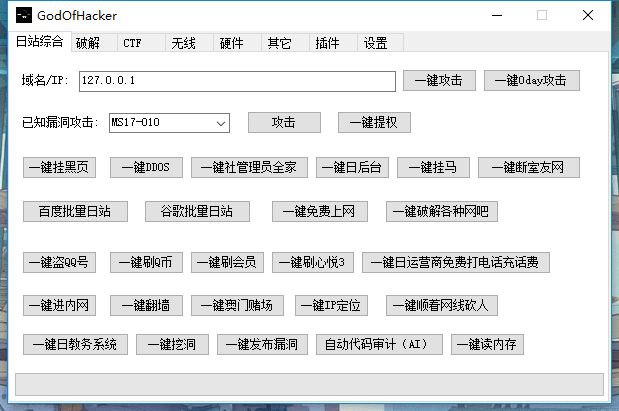 GodOfHacker
日站综合 破解 CTF 无线 硬件 其它 插件 设置
域名/IP: 127.0.0.1 一键攻击 一键0day攻击
已知漏洞攻击: MS17-010 攻击 一键提权
一键挂黑页 一键DDOS 一键社管理员全家 一键日后台 一键挂马 一键断室友网
百度批量日站 谷歌批量日站 一键免费上网 一键破解各种网吧
一键盗QQ号 一键刷Q币 一键刷会员 一键刷心悦3 一键日运营商免费打电话充话费
一键进内网 一键翻墙 一键澳门赌场 一键IP定位 一键顺着网线砍人
一键日教务系统 一键挖洞 一键发布漏洞 自动代码审计（AI） 一键读内存